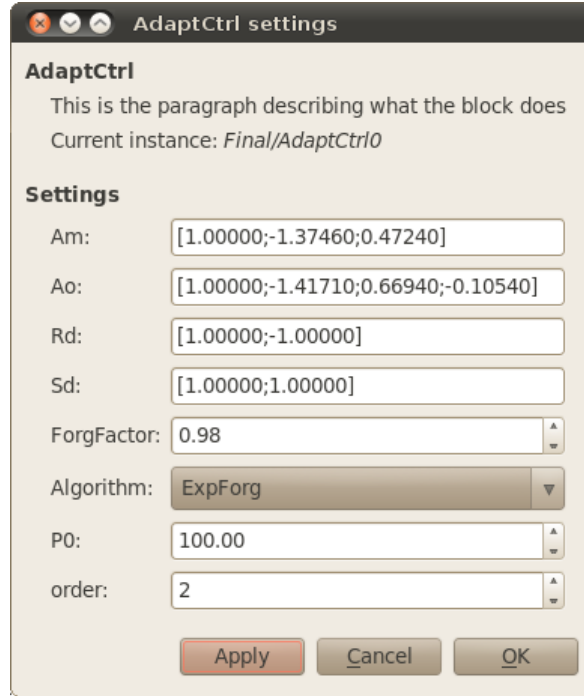 AdaptCtrl settings
AdaptCtrl
This is the paragraph describing what the block does
Current instance: Final/AdaptCtrl0
Settings
Am: [1.00000;-1.37460;0.47240]
Ao: [1.00000;-1.41710;0.66940;-0.10540]
Rd: [1.00000;-1.00000]
Sd: [1.00000;1.00000]
ForgFactor: 0.98
Algorithm: ExpForg
P0: 100.00
order: 2
Apply Cancel OK